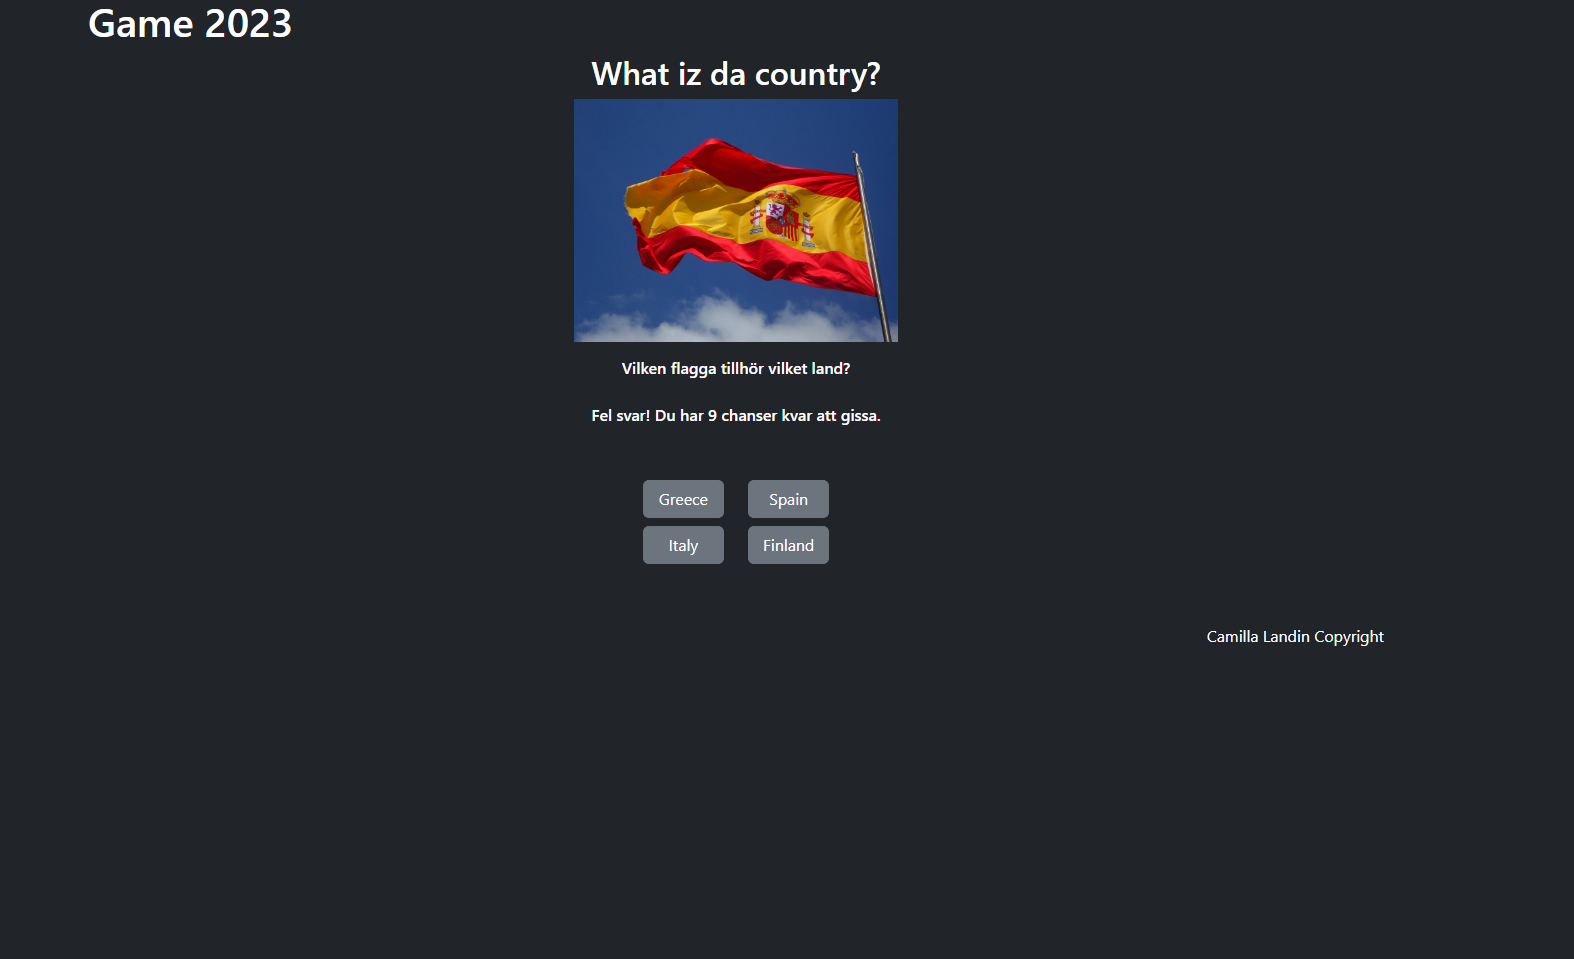 Game 2023
What iz da country?
Vilken flagga tillhör vilket land?
Fel svar! Du har 9 chanser kvar att gissa.
Greece
Spain
Italy
Finland
Camilla Landin Copyright